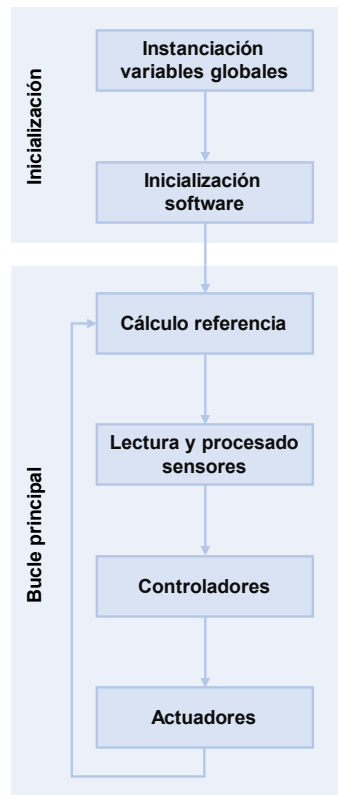 Inicialización
Instanciación
variables globales
Inicialización
software
Bucle principal
Cálculo referencia
Lectura y procesado
sensores
Controladores
Actuadores